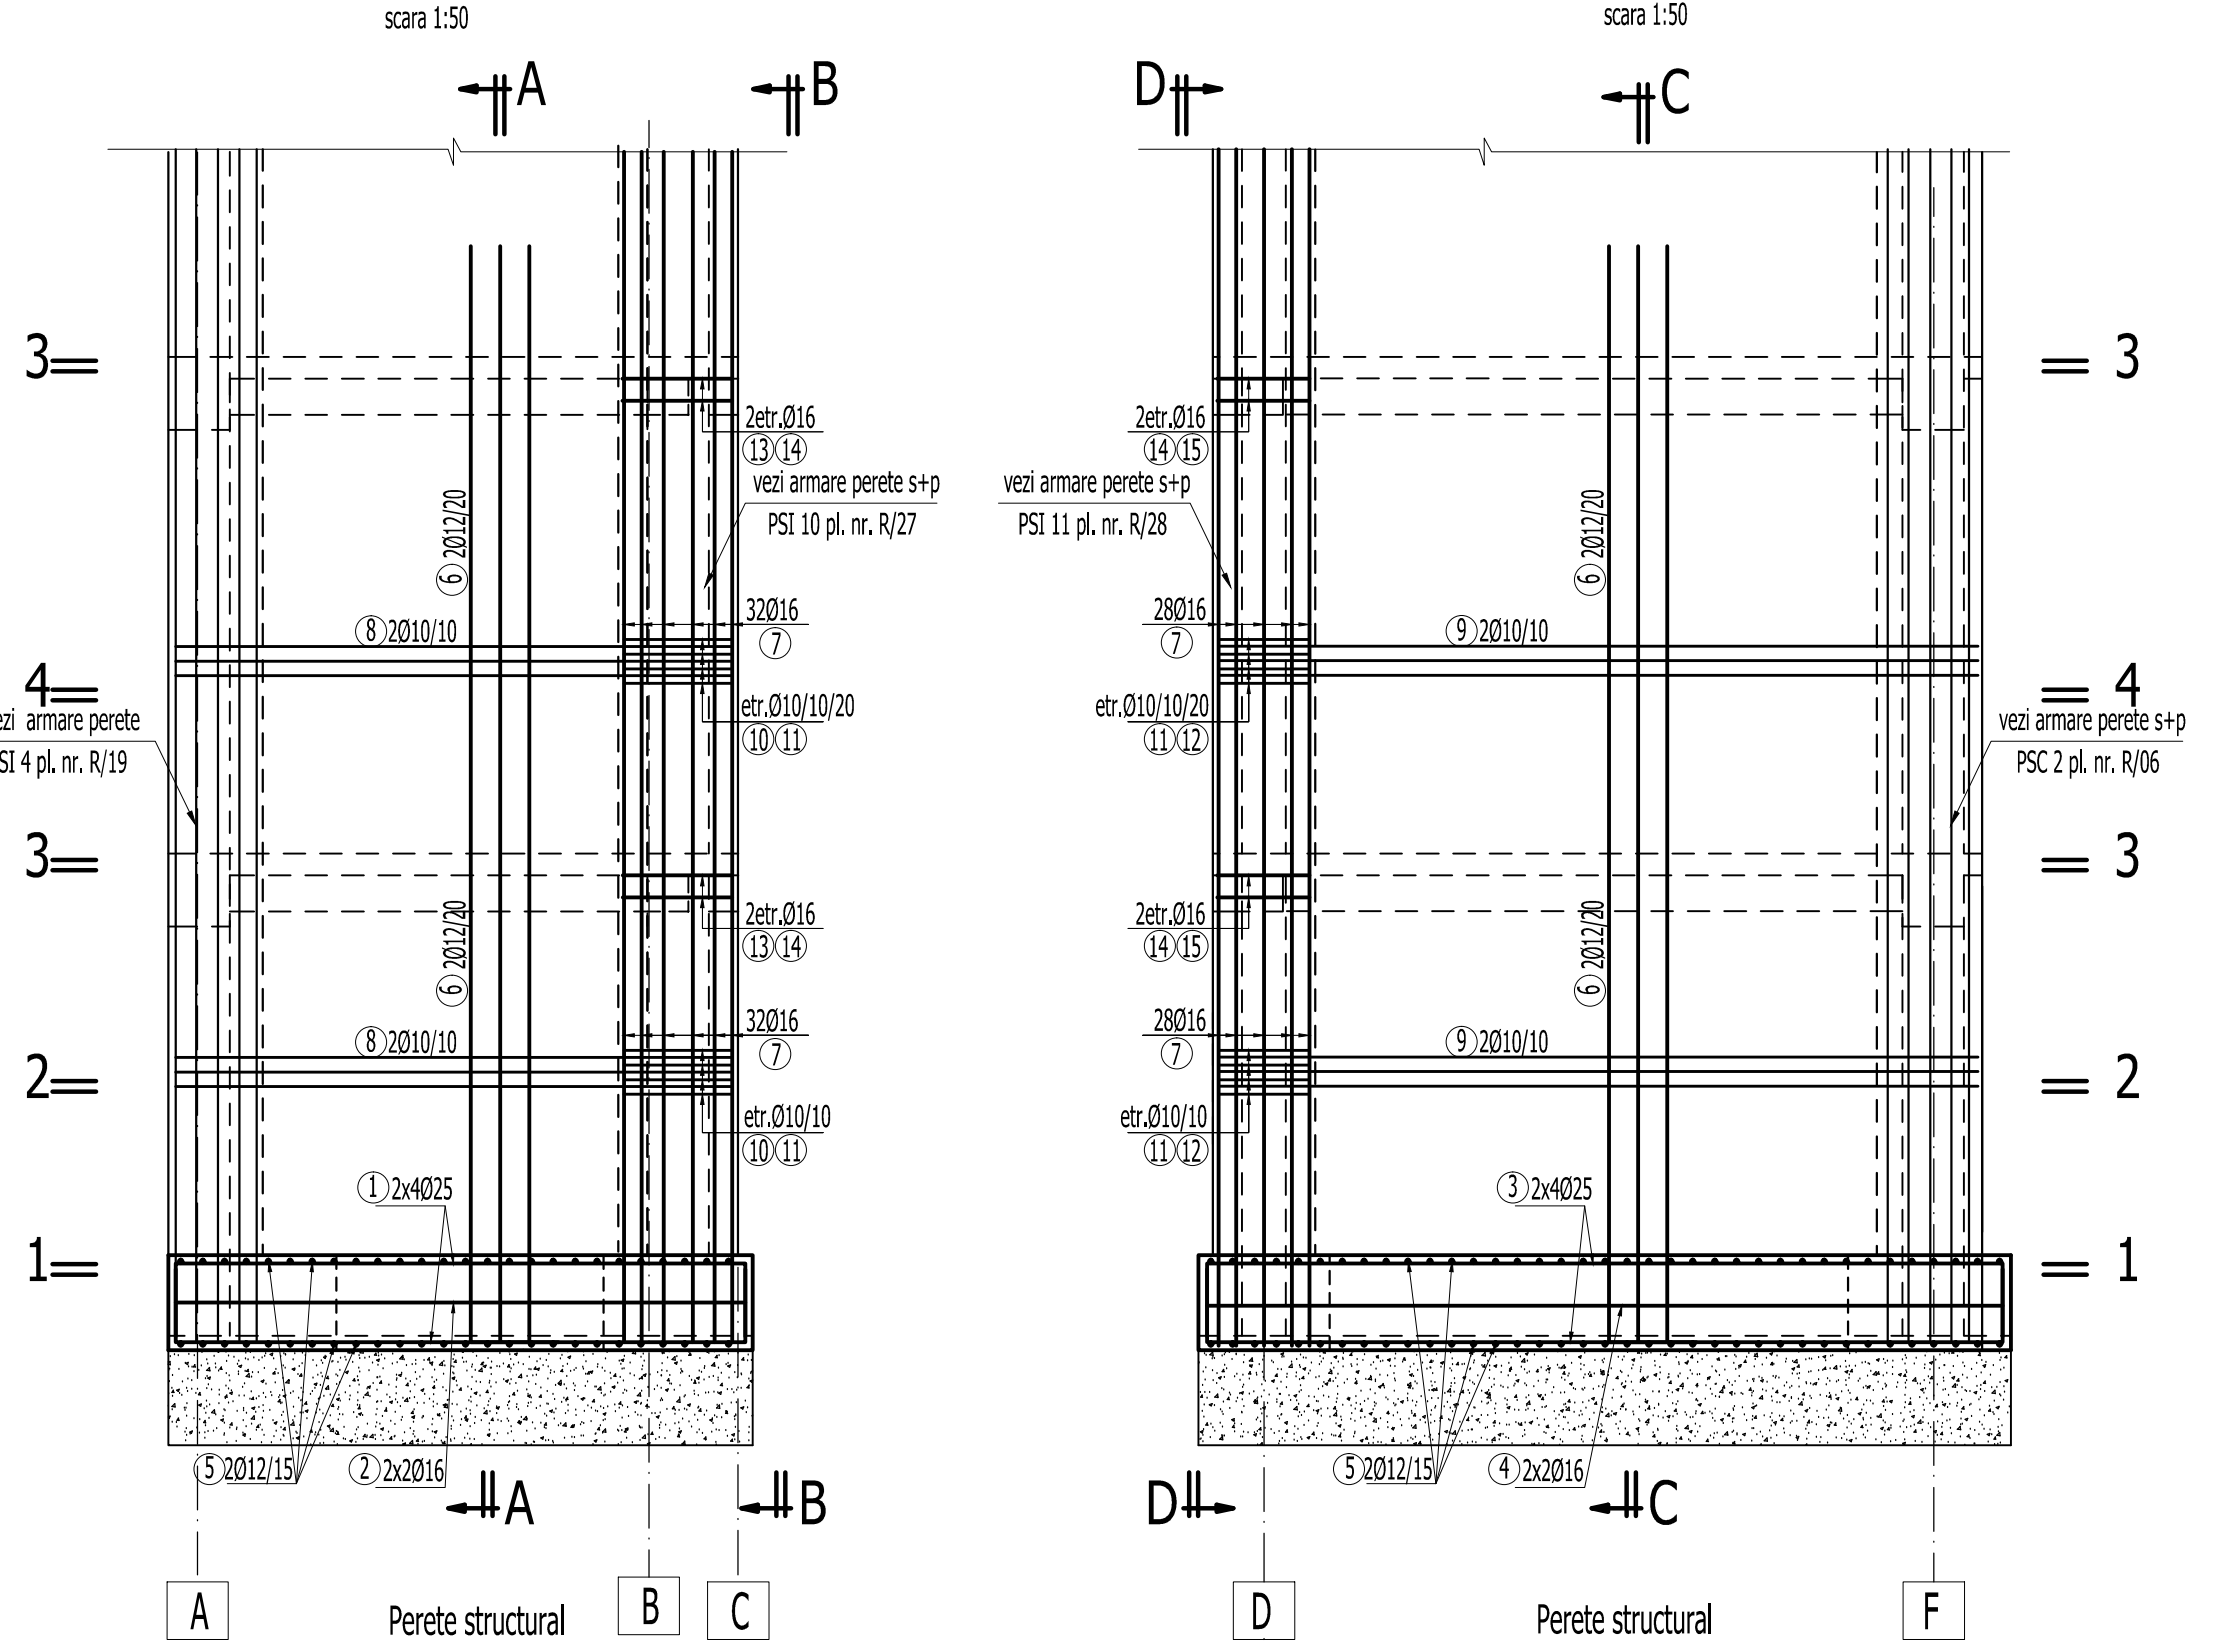 scara 1:50
A
B
3
2etr.Ø16
13 14
vezi armare perete s+p
PSI 10 pl. nr. R/27
6 2Ø12/20
8 2Ø10/10
32Ø16
7
4
etr.Ø10/10/20
10 11
armare perete
4 pl. nr. R/19
3
2etr.Ø16
13 14
6 2Ø12/20
8 2Ø10/10
32Ø16
7
2
etr.Ø10/10
10 11
1 2x4Ø25
1
5 2Ø12/15
2 2x2Ø16
A
B
A
B
C
Perete structural
scara 1:50
D
C
3
2etr.Ø16
14 15
vezi armare perete s+p
PSI 11 pl. nr. R/28
6 2Ø12/20
28Ø16
7
9 2Ø10/10
4
etr.Ø10/10/20
11 12
vezi armare perete s+p
PSC 2 pl. nr. R/06
3
2etr.Ø16
14 15
6 2Ø12/20
28Ø16
7
9 2Ø10/10
2
etr.Ø10/10
11 12
3 2x4Ø25
1
5 2Ø12/15
4 2x2Ø16
D
C
D
F
Perete structural